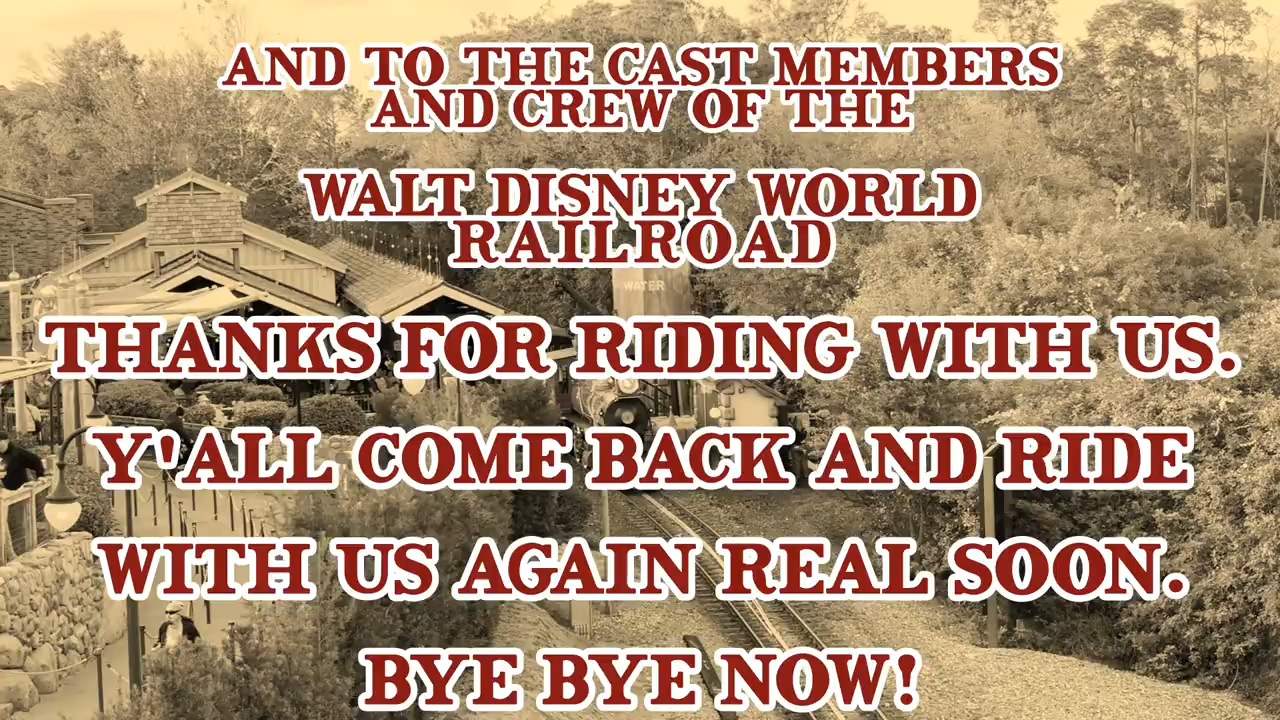 AND TO THE CAST MEMBERS
AND CREW OF THE
WALT DISNEY WORLD
RAILROAD
WATER
THANKS FOR RIDING WITH US.
Y'ALL COME BACK AND RIDE
WITH US AGAIN REAL SOON.
BYE BYE NOW!